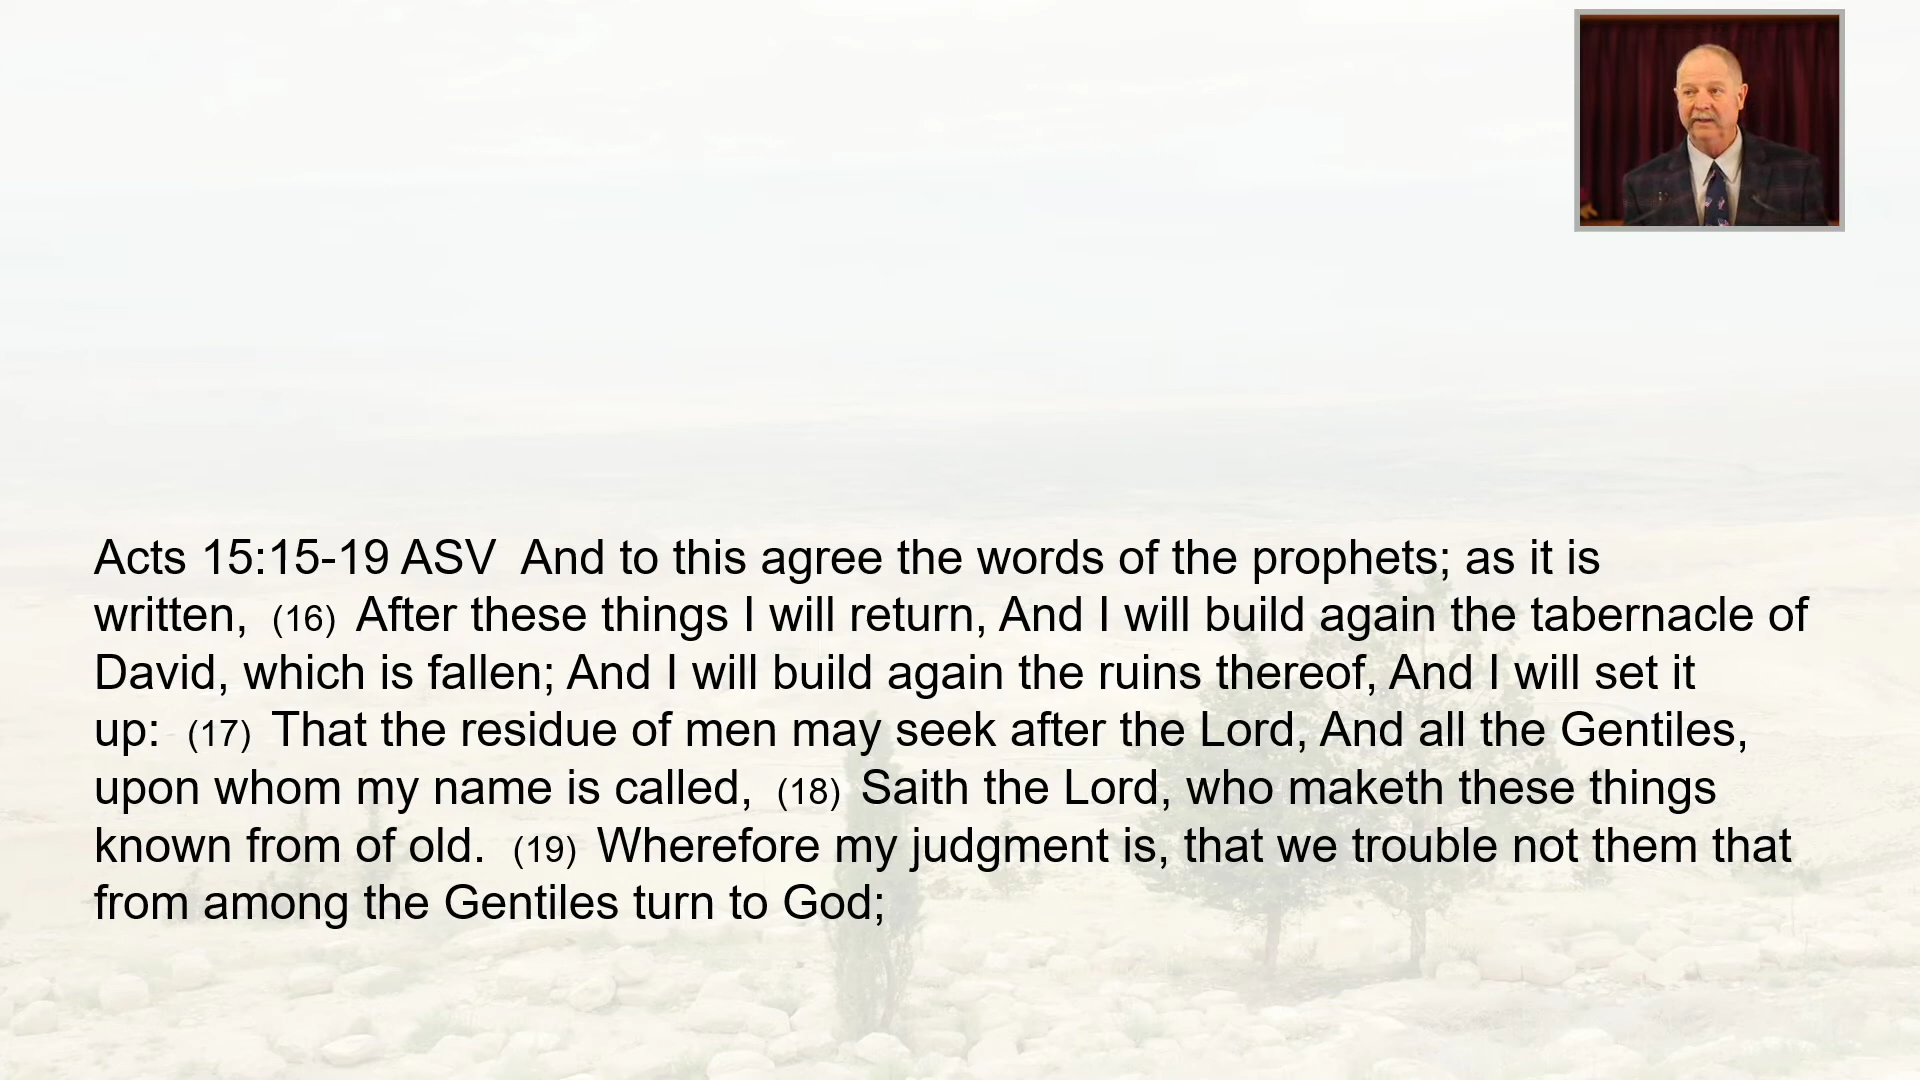 Acts 15:15-19 ASV  And to this agree the words of the prophets; as it is
written,  (16)  After these things I will return, And I will build again the tabernacle of
David, which is fallen; And I will build again the ruins thereof, And I will set it
up:  (17)  That the residue of men may seek after the Lord, And all the Gentiles,
upon whom my name is called,  (18)  Saith the Lord, who maketh these things
known from of old.  (19)  Wherefore my judgment is, that we trouble not them that
from among the Gentiles turn to God;